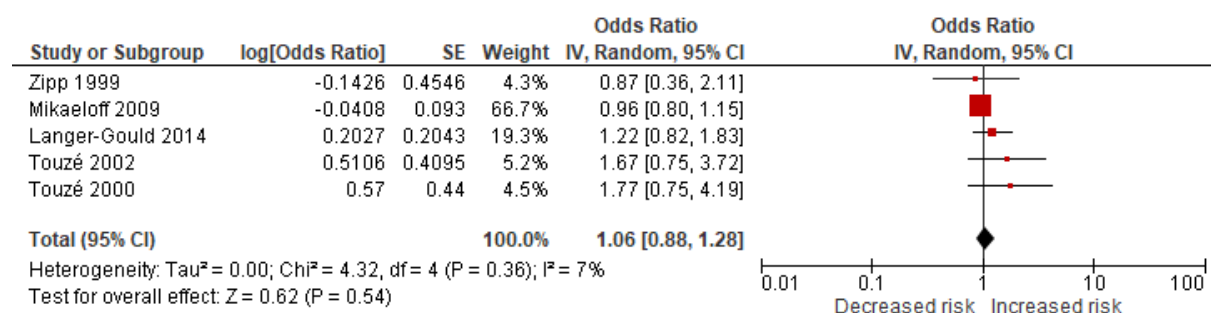 Odds Ratio Odds Ratio
Study or Subgroup log[Odds Ratio] SE Weight IV, Random, 95% CI IV, Random, 95% CI
Zipp 1999 -0.1426 0.4546 4.3% 0.87 [0.36, 2.11]
Mikaeloff 2009 -0.0408 0.093 66.7% 0.96 [0.80, 1.15]
Langer-Gould 2014 0.2027 0.2043 19.3% 1.22 [0.82, 1.83]
Touzé 2002 0.5106 0.4095 5.2% 1.67 [0.75, 3.72]
Touzé 2000 0.57 0.44 4.5% 1.77 [0.75, 4.19]
Total (95% CI) 100.0% 1.06 [0.88, 1.28]
Heterogeneity: Tau² = 0.00; Chi² = 4.32, df = 4 (P = 0.36); I² = 7%
Test for overall effect: Z = 0.62 (P = 0.54)
0.01 0.1 1 10 100
Decreased risk Increased risk